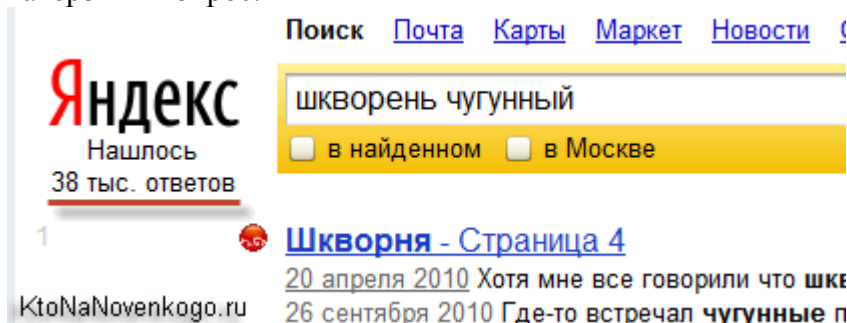 Поиск Почта Карты Маркет Новости
Яндекс
шкворень чугунный
Нашлось
38 тыс. ответов
в найденном в Москве
1
Шкворня - Страница 4
20 апреля 2010 Хотя мне все говорили что
26 сентября 2010 Где-то встречал чугунные
KtoNaNovenkogo.ru